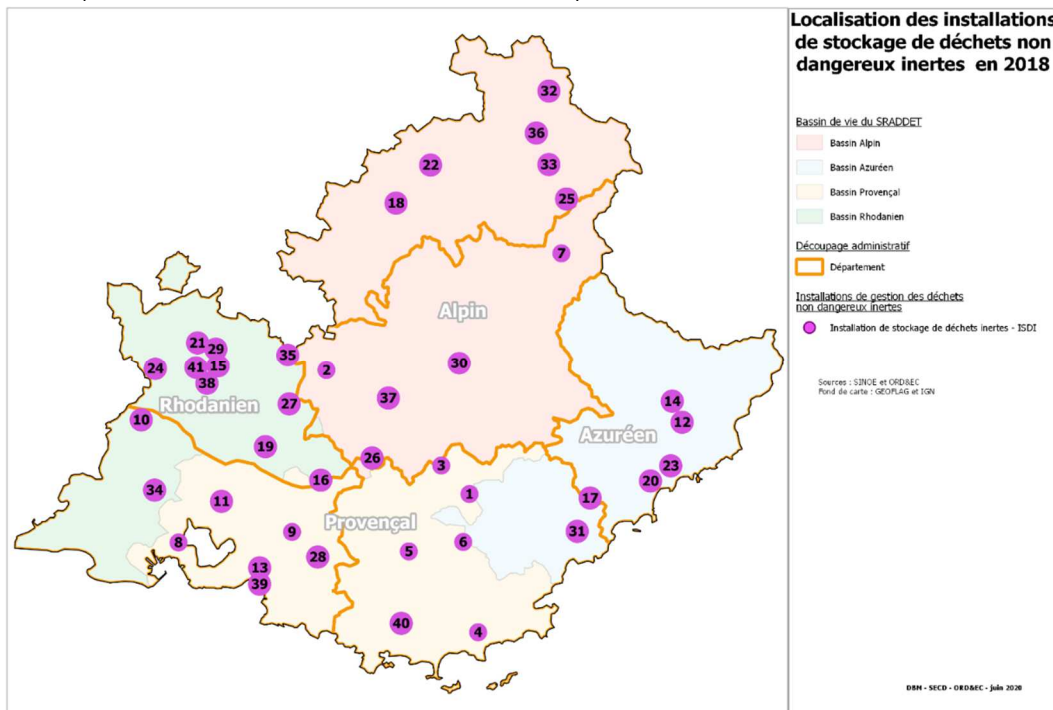 Localisation des installations
de stockage de déchets non
dangereux inertes en 2018
Bassin de vie du SRADDET
Bassin Alpin
Bassin Azuréen
Bassin Provençal
Bassin Rhodanien
Découpage administratif
Département
Installations de gestion des déchets
non dangereux inertes
Installation de stockage de déchets inertes - ISDI
Sources : SINOE et ORD&EC
Fond de carte : GEOFLAG et IGN
DBM - SECD - ORD&EC - juin 2020
32
36
22
33
25
18
7
Alpin
21
29
35
24
41
15
2
30
38
37
Rhodanien
27
14
10
12
Azuréen
19
26
3
23
16
20
34
1
17
11
Provençal
9
31
8
6
5
28
13
39
40
4